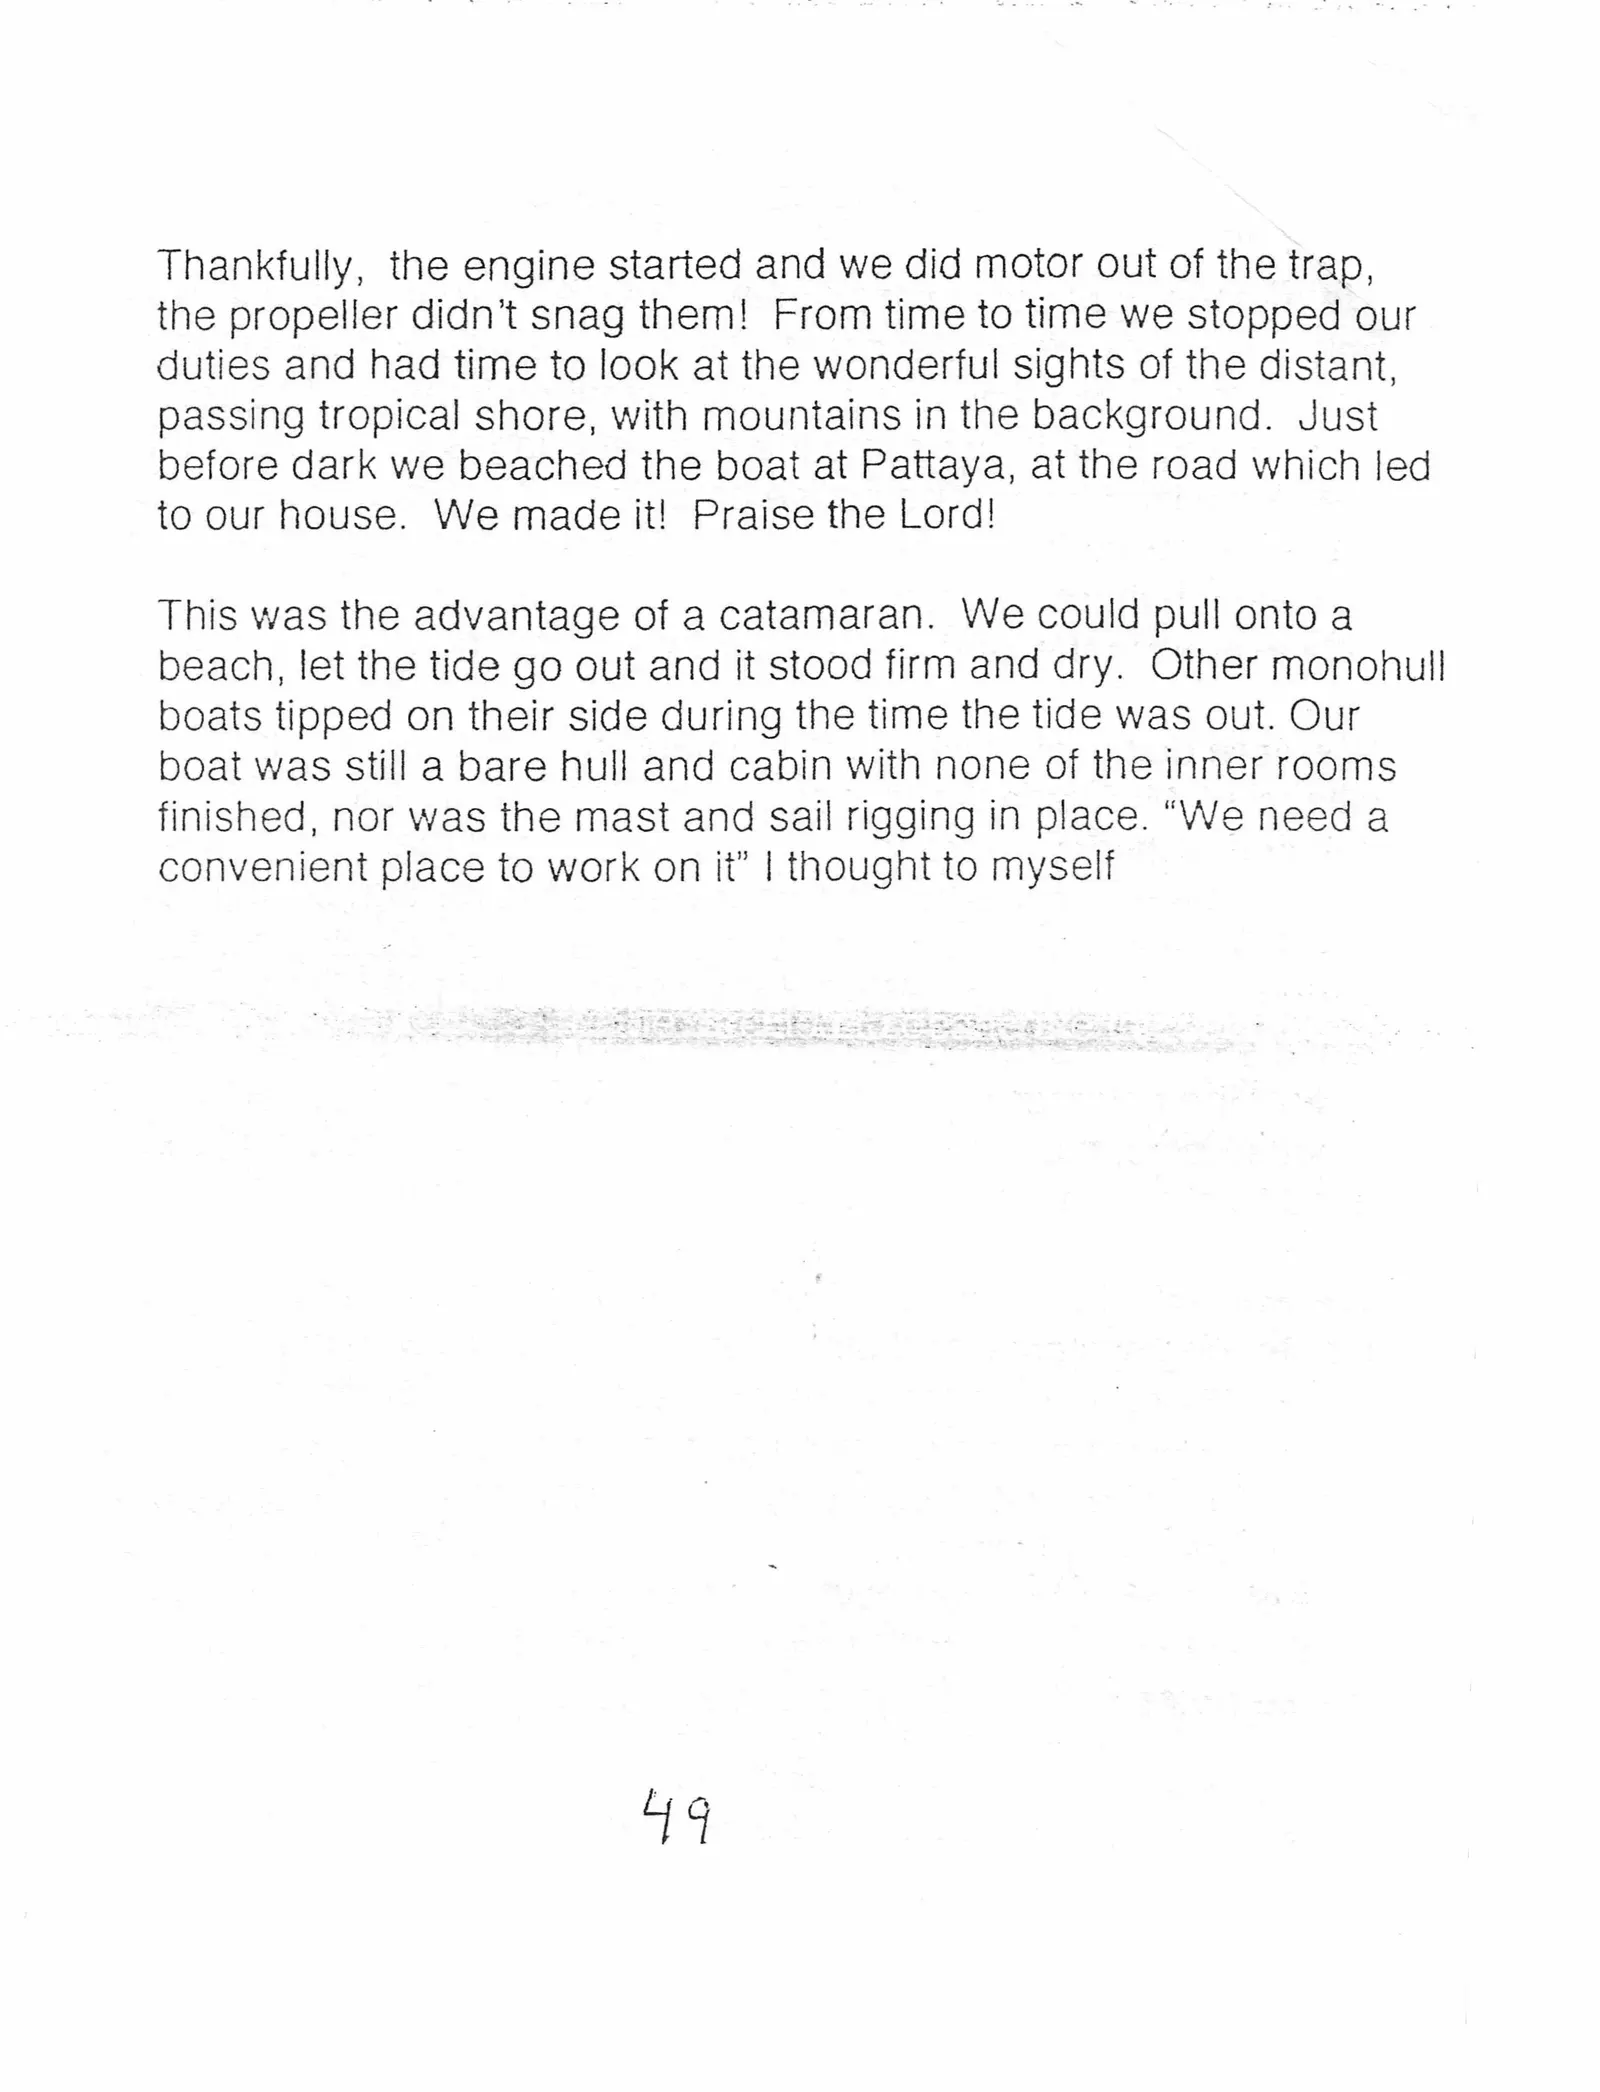 Thankfully,  the engine started and we did motor out of the trap,
the propeller didn't snag them!  From time to time we stopped our
duties and had time to look at the wonderful sights of the distant,
passing tropical shore, with mountains in the background.  Just
before dark we beached the boat at Pattaya, at the road which led
to our house.  We made it!  Praise the Lord!

This was the advantage of a catamaran.  We could pull onto a
beach, let the tide go out and it stood firm and dry.  Other monohull
boats tipped on their side during the time the tide was out. Our
boat was still a bare hull and cabin with none of the inner rooms
finished, nor was the mast and sail rigging in place. “We need a
convenient place to work on it” I thought to myself

49